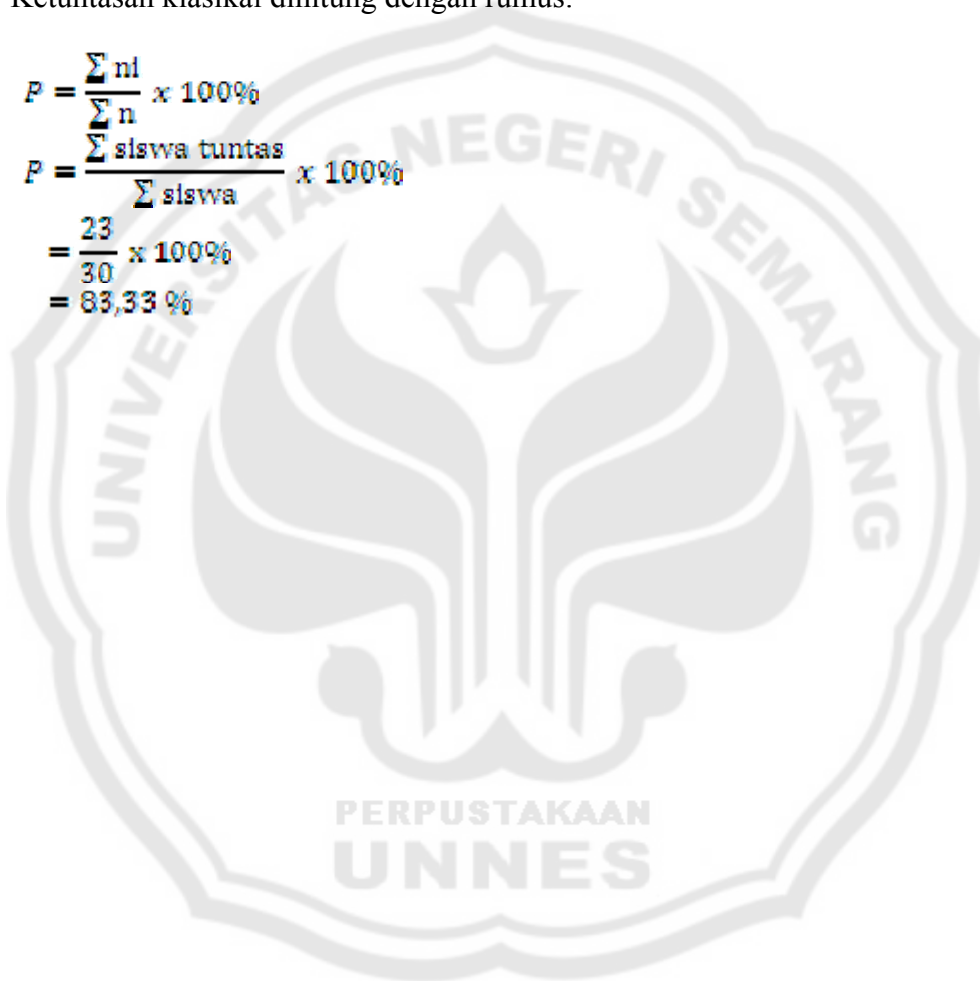 Ketuntasan klasikal dihitung dengan rumus:
P = Σ ni / Σ n x 100%
P = Σ siswa tuntas / Σ siswa x 100%
= 23 / 30 x 100%
= 83,33 %
UNIVERSITAS NEGERI SEMARANG
PERPUSTAKAAN
UNNES